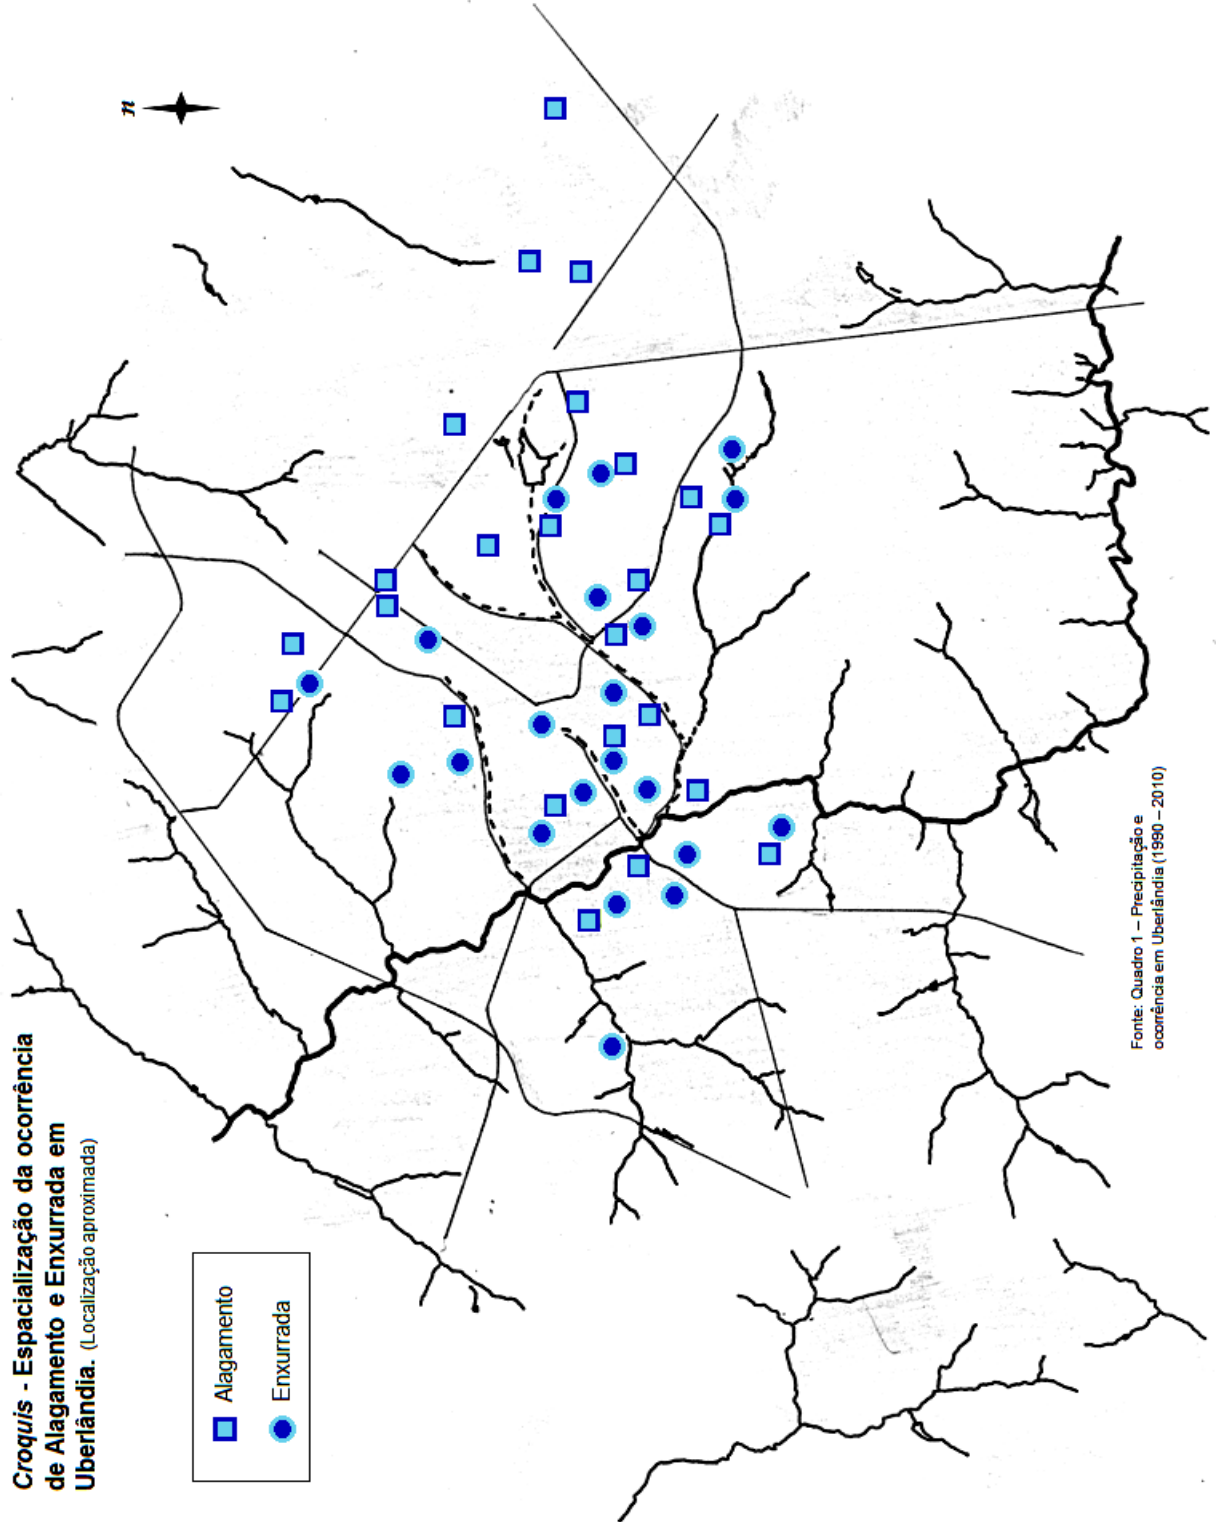 Croquis - Espacialização da ocorrência
de Alagamento e Enxurrada em
Uberlândia. (Localização aproximada)
n
Alagamento
Enxurrada
Fonte: Quadro 1 – Precipitação e
ocorrência em Uberlândia (1990 – 2010)